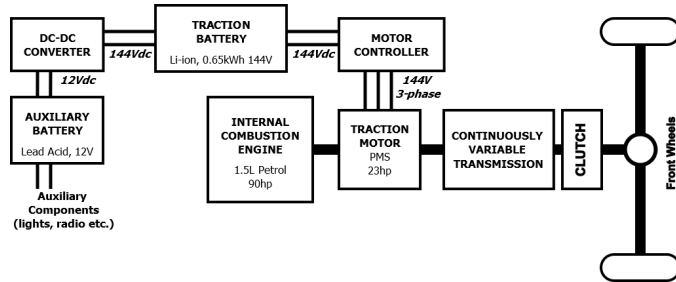 DC-DC
CONVERTER
144Vdc
TRACTION
BATTERY
Li-ion, 0.65kWh 144V
144Vdc
MOTOR
CONTROLLER
12Vdc
144V
3-phase
AUXILIARY
BATTERY
Lead Acid, 12V
INTERNAL
COMBUSTION
ENGINE
1.5L Petrol
90hp
TRACTION
MOTOR
PMS
23hp
CONTINUOUSLY
VARIABLE
TRANSMISSION
CLUTCH
Front Wheels
Auxiliary
Components
(lights, radio etc.)